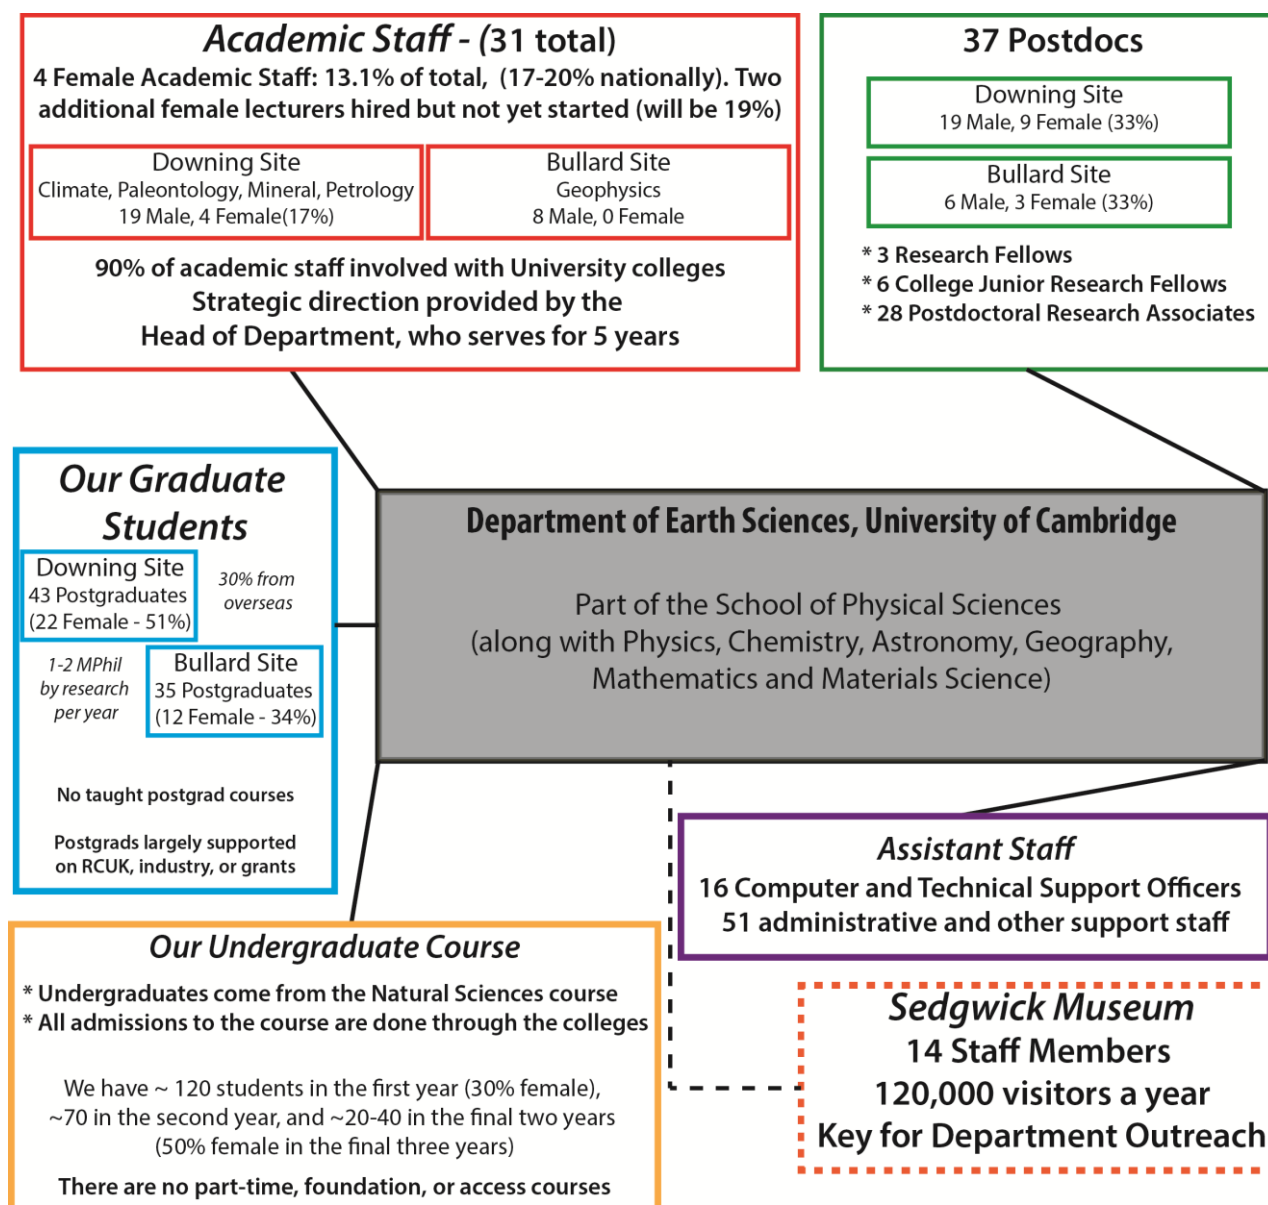 Academic Staff - (31 total)
4 Female Academic Staff: 13.1% of total, (17-20% nationally). Two
additional female lecturers hired but not yet started (will be 19%)
Downing Site
Climate, Paleontology, Mineral, Petrology
19 Male, 4 Female(17%)
Bullard Site
Geophysics
8 Male, 0 Female
90% of academic staff involved with University colleges
Strategic direction provided by the
Head of Department, who serves for 5 years
37 Postdocs
Downing Site
19 Male, 9 Female (33%)
Bullard Site
6 Male, 3 Female (33%)
* 3 Research Fellows
* 6 College Junior Research Fellows
* 28 Postdoctoral Research Associates
Our Graduate
Students
Downing Site
43 Postgraduates
(22 Female - 51%)
30% from
overseas
1-2 MPhil
by research
per year
Bullard Site
35 Postgraduates
(12 Female - 34%)
No taught postgrad courses
Postgrads largely supported
on RCUK, industry, or grants
Department of Earth Sciences, University of Cambridge
Part of the School of Physical Sciences
(along with Physics, Chemistry, Astronomy, Geography,
Mathematics and Materials Science)
Assistant Staff
16 Computer and Technical Support Officers
51 administrative and other support staff
Our Undergraduate Course
* Undergraduates come from the Natural Sciences course
* All admissions to the course are done through the colleges
We have ~ 120 students in the first year (30% female),
~70 in the second year, and ~20-40 in the final two years
(50% female in the final three years)
There are no part-time, foundation, or access courses
Sedgwick Museum
14 Staff Members
120,000 visitors a year
Key for Department Outreach